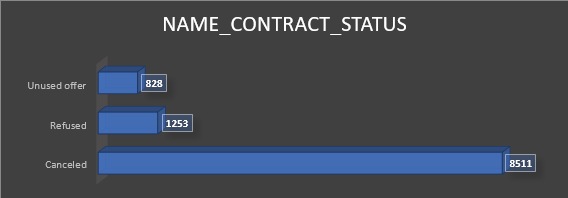 NAME_CONTRACT_STATUS
Unused offer 828
Refused 1253
Canceled 8511